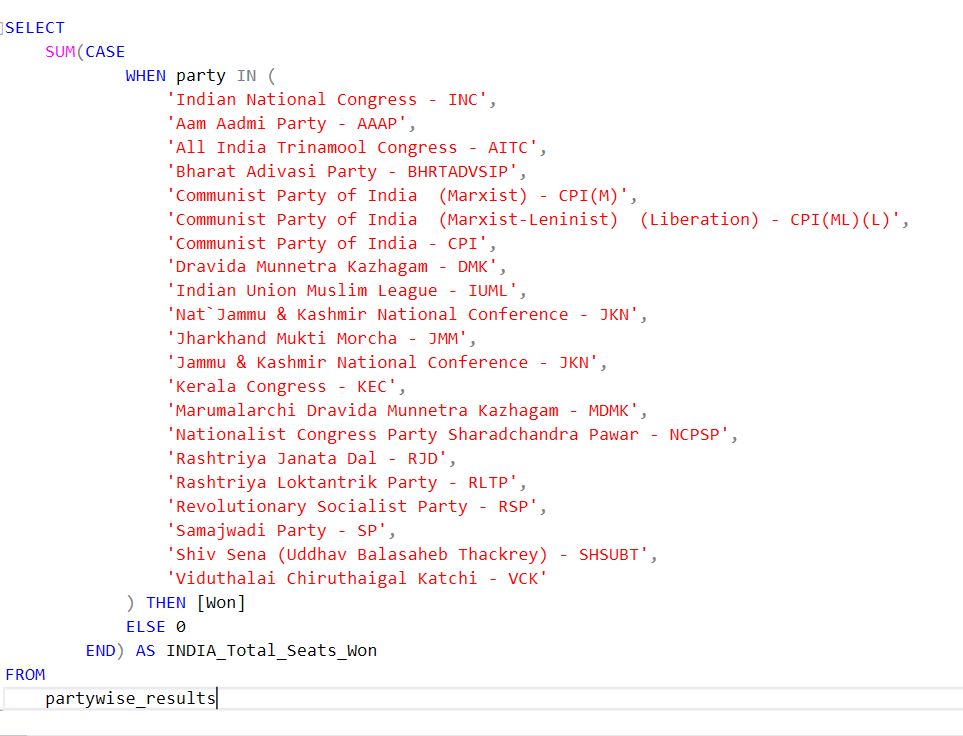 SELECT
    SUM(CASE
            WHEN party IN (
                'Indian National Congress - INC',
                'Aam Aadmi Party - AAAP',
                'All India Trinamool Congress - AITC',
                'Bharat Adivasi Party - BHRTADVSIP',
                'Communist Party of India  (Marxist) - CPI(M)',
                'Communist Party of India  (Marxist-Leninist)  (Liberation) - CPI(ML)(L)',
                'Communist Party of India - CPI',
                'Dravida Munnetra Kazhagam - DMK',
                'Indian Union Muslim League - IUML',
                'Nat`Jammu & Kashmir National Conference - JKN',
                'Jharkhand Mukti Morcha - JMM',
                'Jammu & Kashmir National Conference - JKN',
                'Kerala Congress - KEC',
                'Marumalarchi Dravida Munnetra Kazhagam - MDMK',
                'Nationalist Congress Party Sharadchandra Pawar - NCPSP',
                'Rashtriya Janata Dal - RJD',
                'Rashtriya Loktantrik Party - RLTP',
                'Revolutionary Socialist Party - RSP',
                'Samajwadi Party - SP',
                'Shiv Sena (Uddhav Balasaheb Thackrey) - SHSUBT',
                'Viduthalai Chiruthaigal Katchi - VCK'
            ) THEN [Won]
            ELSE 0
        END) AS INDIA_Total_Seats_Won
FROM
    partywise_results